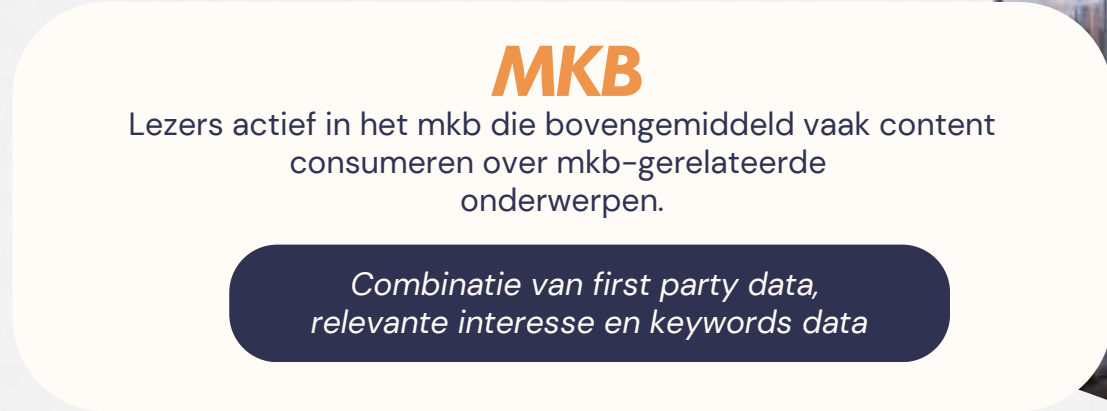 MKB
Lezers actief in het mkb die bovengemiddeld vaak content
consumeren over mkb-gerelateerde
onderwerpen.
Combinatie van first party data,
relevante interesse en keywords data